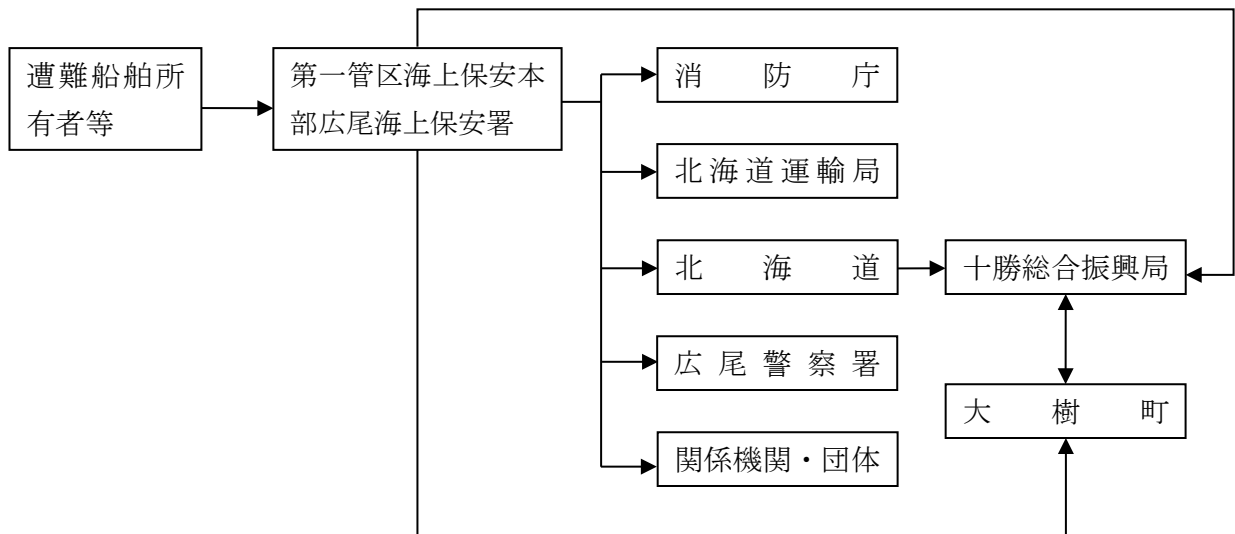 遭難船舶所
有者等
第一管区海上保安本
部広尾海上保安署
消防庁
北海道運輸局
北海道
十勝総合振興局
広尾警察署
大樹町
関係機関・団体